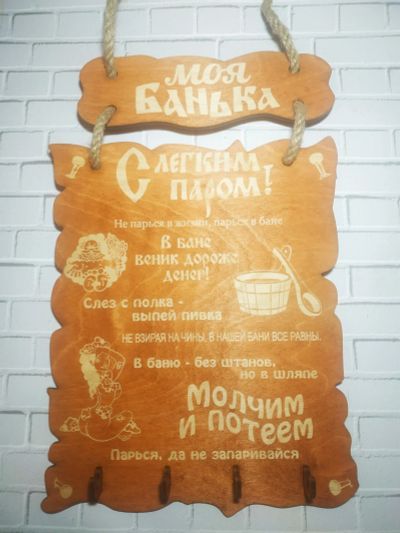 моя
БАНЬКА
С ЛЕГКИМ
ПАРОМ!
Не парься в жизни, парься в бане
В бане
веник дороже
денег!
Слез с полка -
выпей пивка
НЕ ВЗИРАЯ НА ЧИНЫ, В НАШЕЙ БАНИ ВСЕ РАВНЫ.
В баню - без штанов,
но в шляпе
Молчим
и потеем
Парься, да не запаривайся